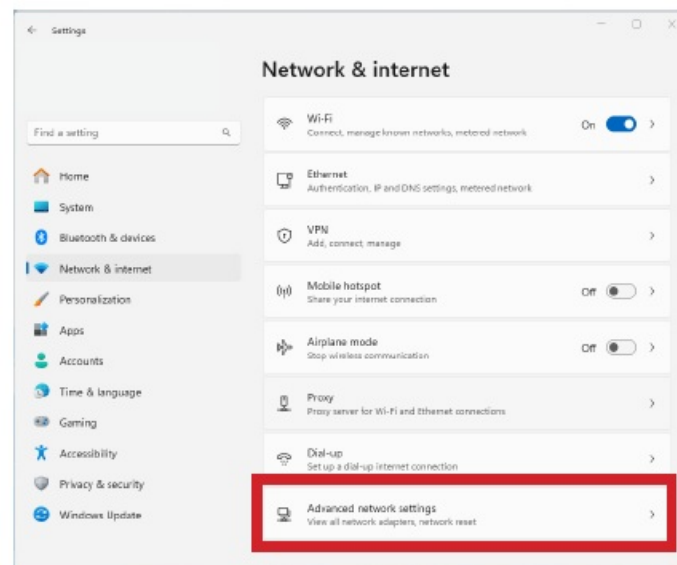 Settings
Network & internet
Find a setting
Home
System
Bluetooth & devices
Network & internet
Personalization
Apps
Accounts
Time & language
Gaming
Accessibility
Privacy & security
Windows Update
Wi-Fi
Connect, manage known networks, metered network
On
Ethernet
Authentication, IP and DNS settings, metered network
VPN
Add, connect, manage
Mobile hotspot
Share your internet connection
Off
Airplane mode
Stop wireless communication
Off
Proxy
Proxy server for Wi-Fi and Ethernet connections
Dial-up
Set up a dial-up internet connection
Advanced network settings
View all network adapters, network reset